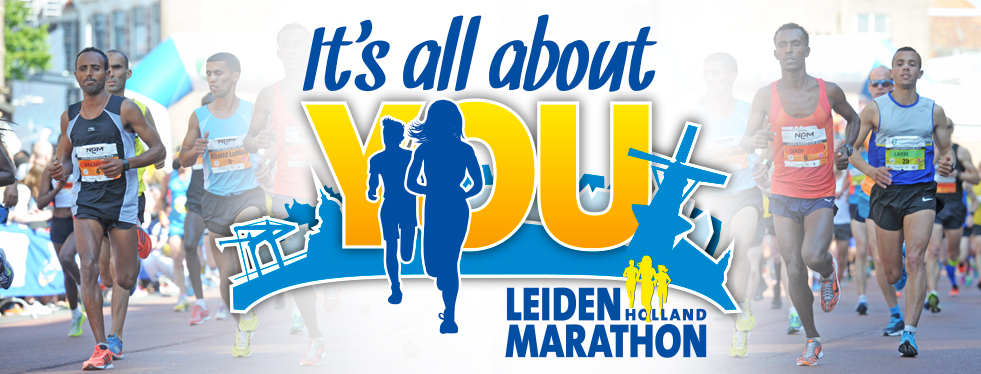 It's all about
YOU
LEIDEN
HOLLAND
MARATHON